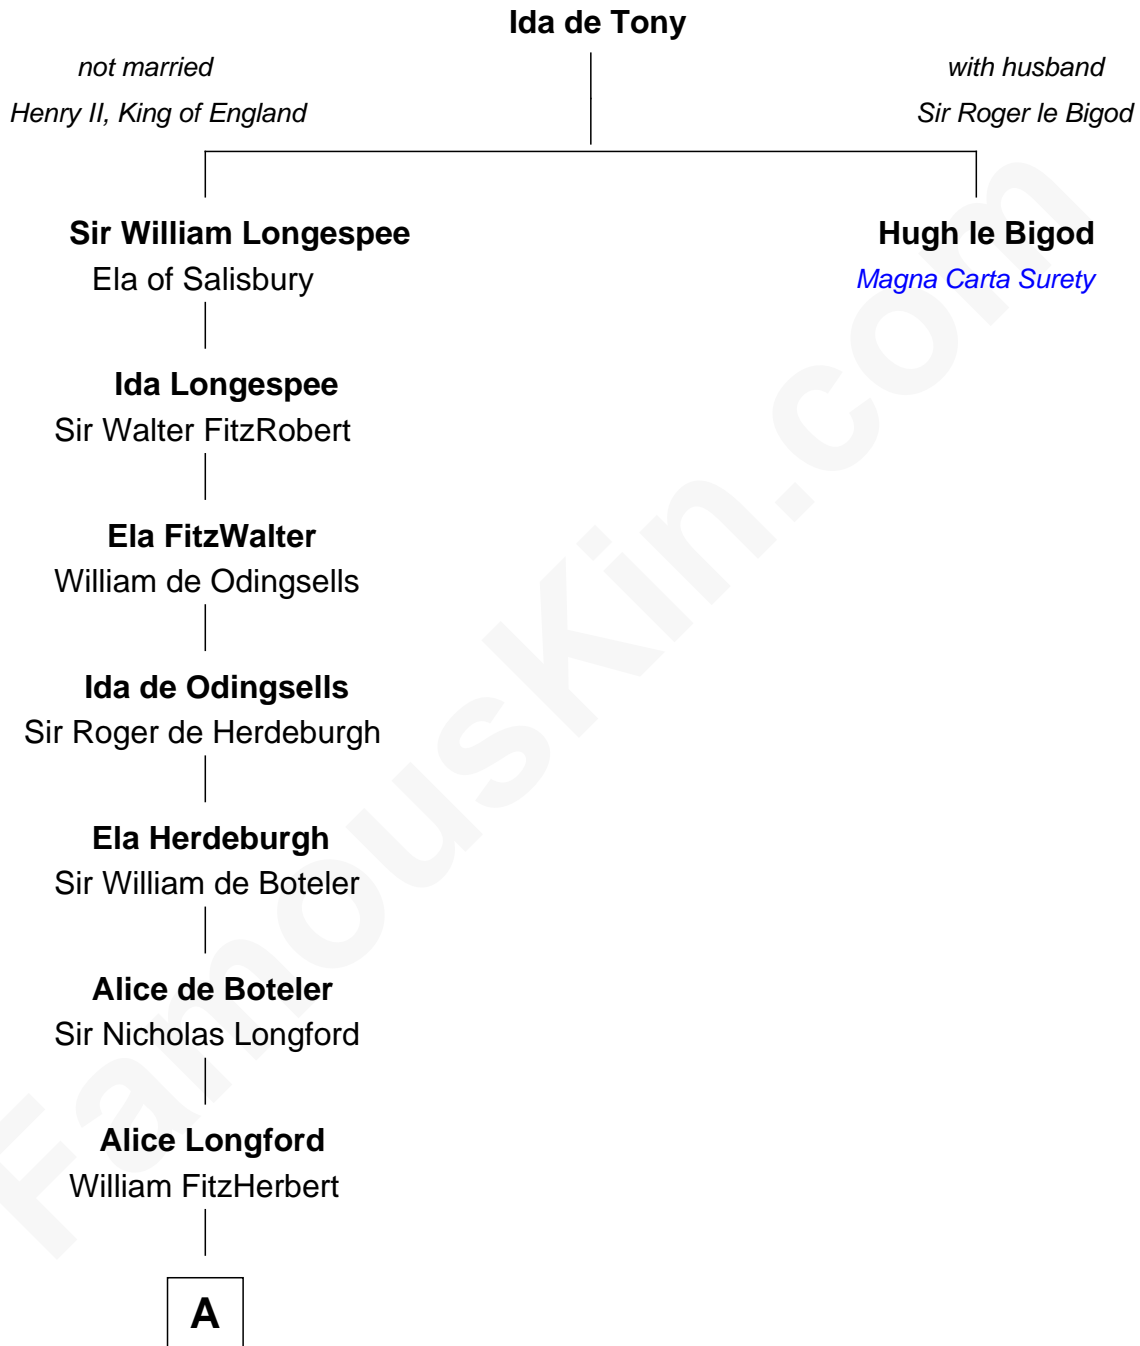 Ida de Tony
not married
with husband
Henry II, King of England
Sir Roger le Bigod
Sir William Longespee
Hugh le Bigod
Ela of Salisbury
Magna Carta Surety
Ida Longespee
Sir Walter FitzRobert
Ela FitzWalter
William de Odingsells
Ida de Odingsells
Sir Roger de Herdeburgh
Ela Herdeburgh
Sir William de Boteler
Alice de Boteler
Sir Nicholas Longford
Alice Longford
William FitzHerbert
A
FamousKin.com